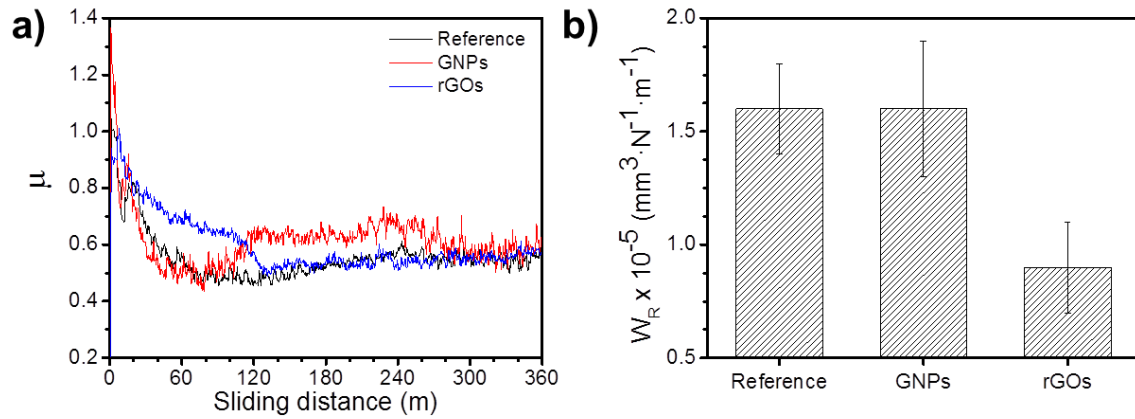 a)
1.4
1.2
1.0
0.8
0.6
0.4
0.2
μ
Reference
GNPs
rGOs
0 60 120 180 240 300 360
Sliding distance (m)
b)
2.0
1.5
1.0
0.5
W_R x 10^-5 (mm^3·N^-1·m^-1)
Reference GNPs rGOs